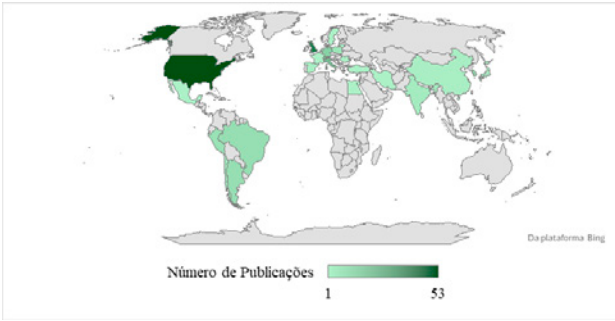 Da plataforma Bing
Número de Publicações
1 53